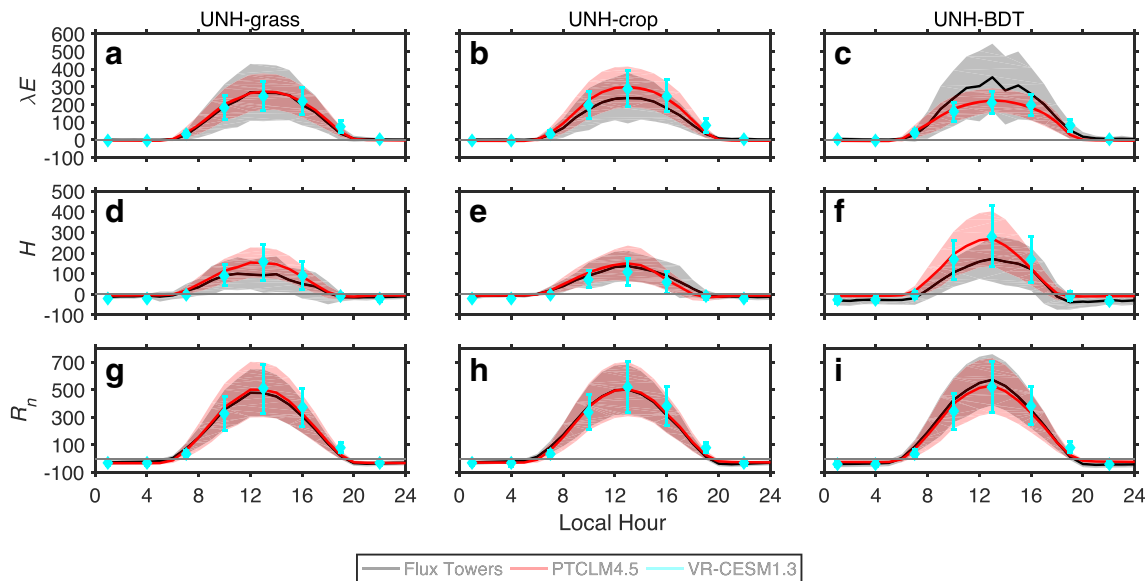 UNH-grass UNH-crop UNH-BDT
600
500
400
300
200
100
0
-100
λE
a b c
500
400
300
200
100
0
-100
H
d e f
700
500
300
100
-100
Rn
g h i
0 4 8 12 16 20 24 0 4 8 12 16 20 24 0 4 8 12 16 20 24
Local Hour
Flux Towers PTCLM4.5 VR-CESM1.3